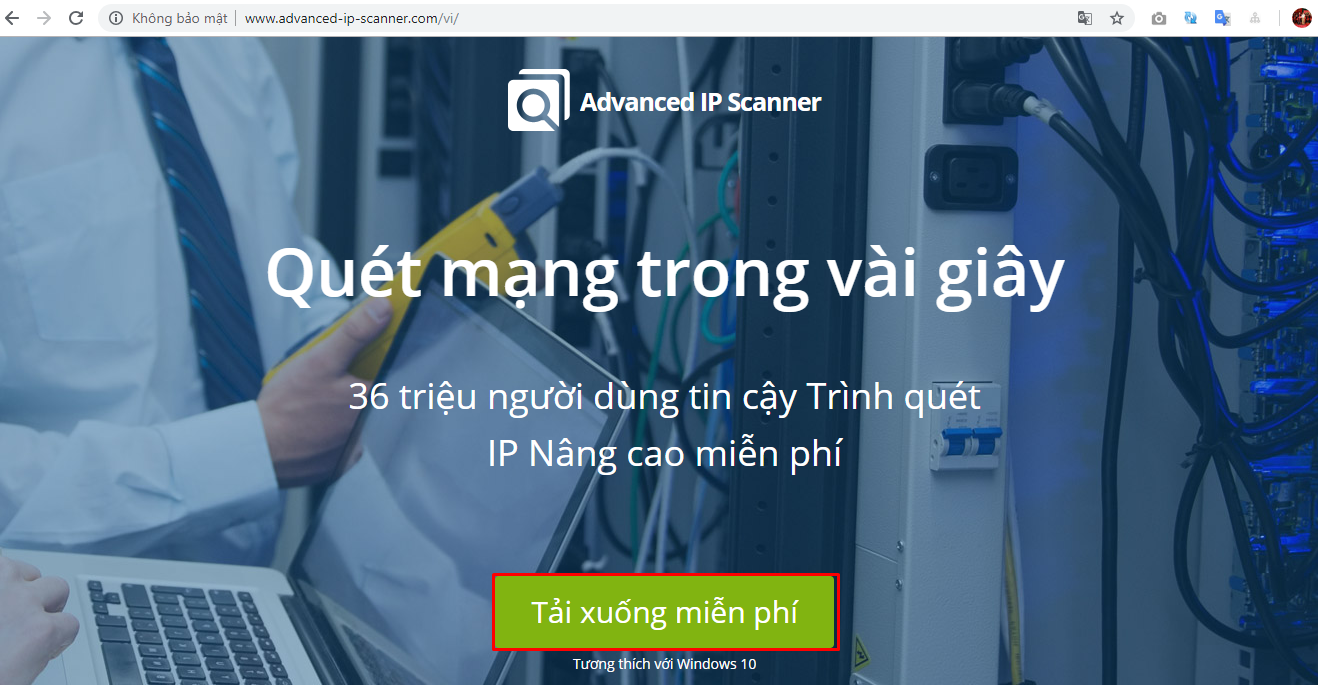 Không bảo mật
www.advanced-ip-scanner.com/vi/
Advanced IP Scanner
Quét mạng trong vài giây
36 triệu người dùng tin cậy Trình quét
IP Nâng cao miễn phí
Tải xuống miễn phí
Tương thích với Windows 10